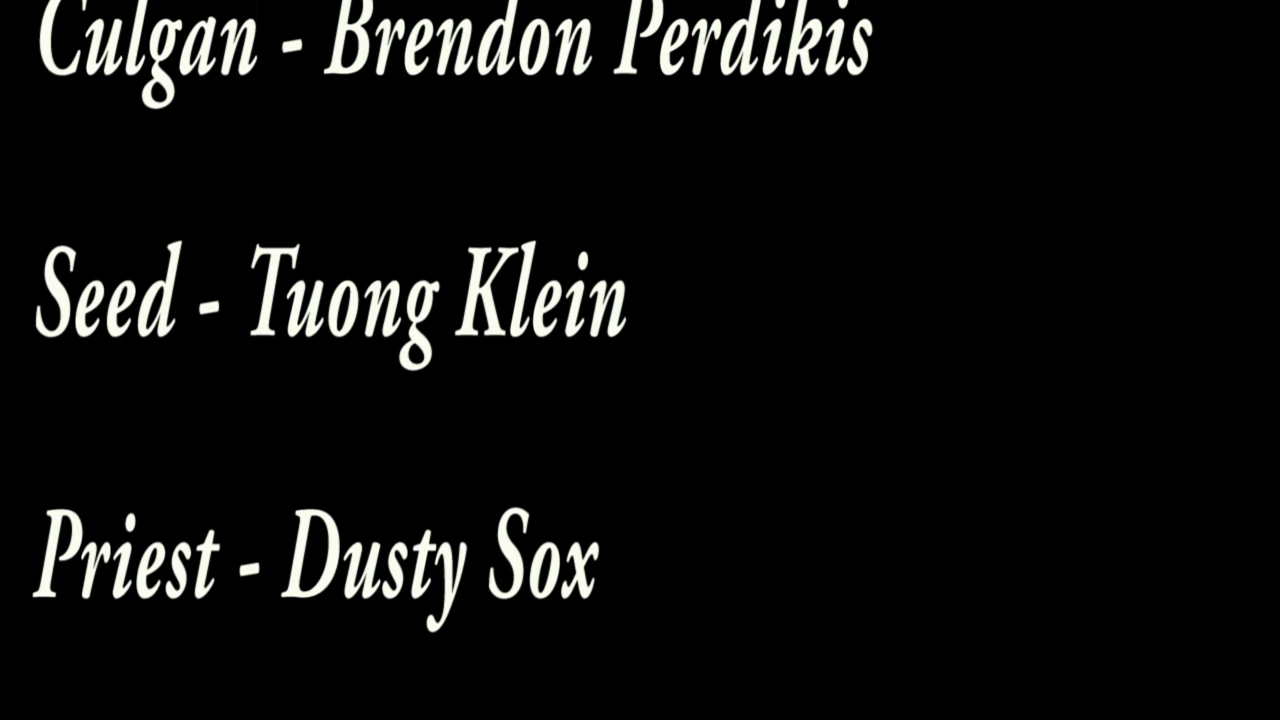 Culgan - Brendon Perdikis
Seed - Tuong Klein
Priest - Dusty Sox